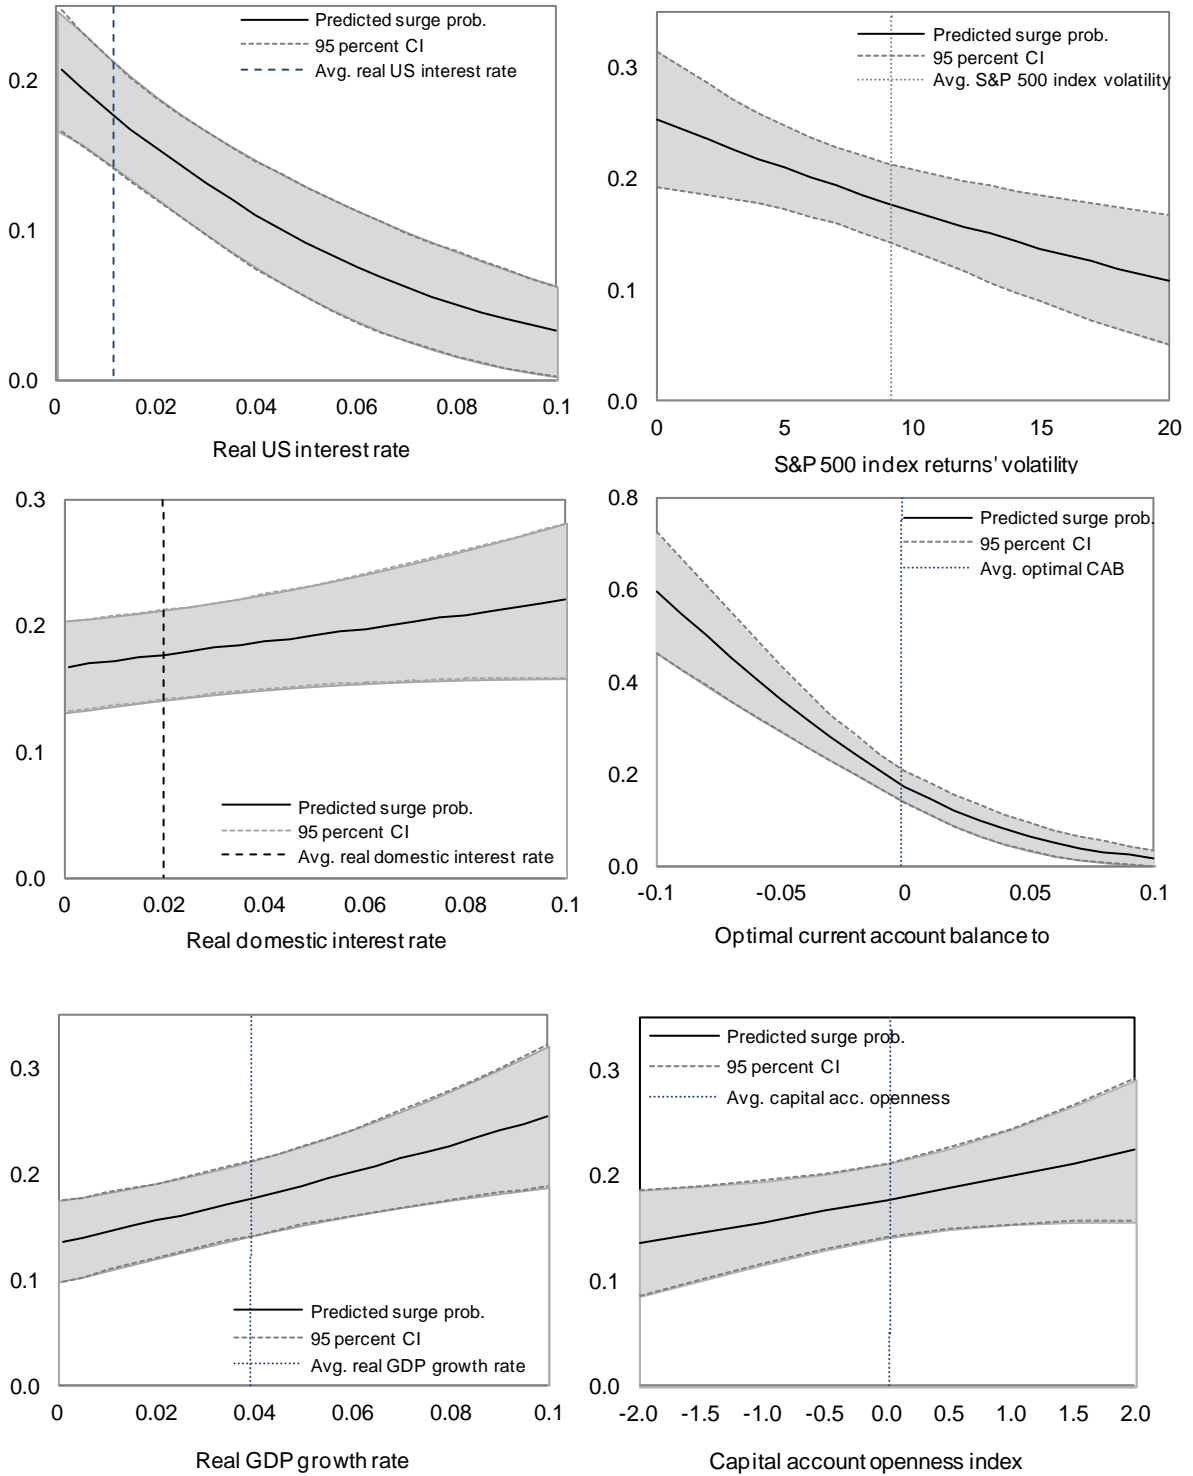 Predicted surge prob.
95 percent CI
Avg. real US interest rate
0.2
0.1
0.0
0 0.02 0.04 0.06 0.08 0.1
Real US interest rate
Predicted surge prob.
95 percent CI
Avg. S&P 500 index volatility
0.3
0.2
0.1
0.0
0 5 10 15 20
S&P 500 index returns' volatility
0.3
0.2
0.1
0.0
Predicted surge prob.
95 percent CI
Avg. real domestic interest rate
0 0.02 0.04 0.06 0.08 0.1
Real domestic interest rate
0.8
0.6
0.4
0.2
0.0
Predicted surge prob.
95 percent CI
Avg. optimal CAB
-0.1 -0.05 0 0.05 0.1
Optimal current account balance to
0.3
0.2
0.1
0.0
Predicted surge prob.
95 percent CI
Avg. real GDP growth rate
0 0.02 0.04 0.06 0.08 0.1
Real GDP growth rate
Predicted surge prob.
95 percent CI
Avg. capital acc. openness
0.3
0.2
0.1
0.0
-2.0 -1.5 -1.0 -0.5 0.0 0.5 1.0 1.5 2.0
Capital account openness index